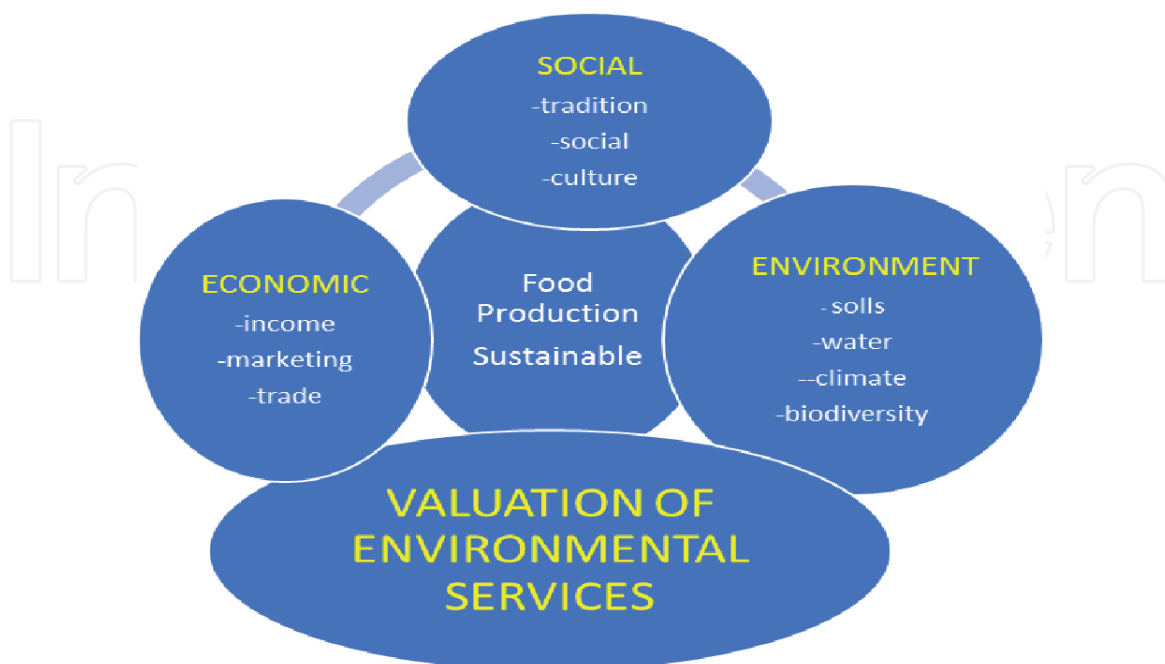 SOCIAL
-tradition
-social
-culture
ECONOMIC
-income
-marketing
-trade
Food
Production
Sustainable
ENVIRONMENT
-solls
-water
--climate
-biodiversity
VALUATION OF
ENVIRONMENTAL
SERVICES